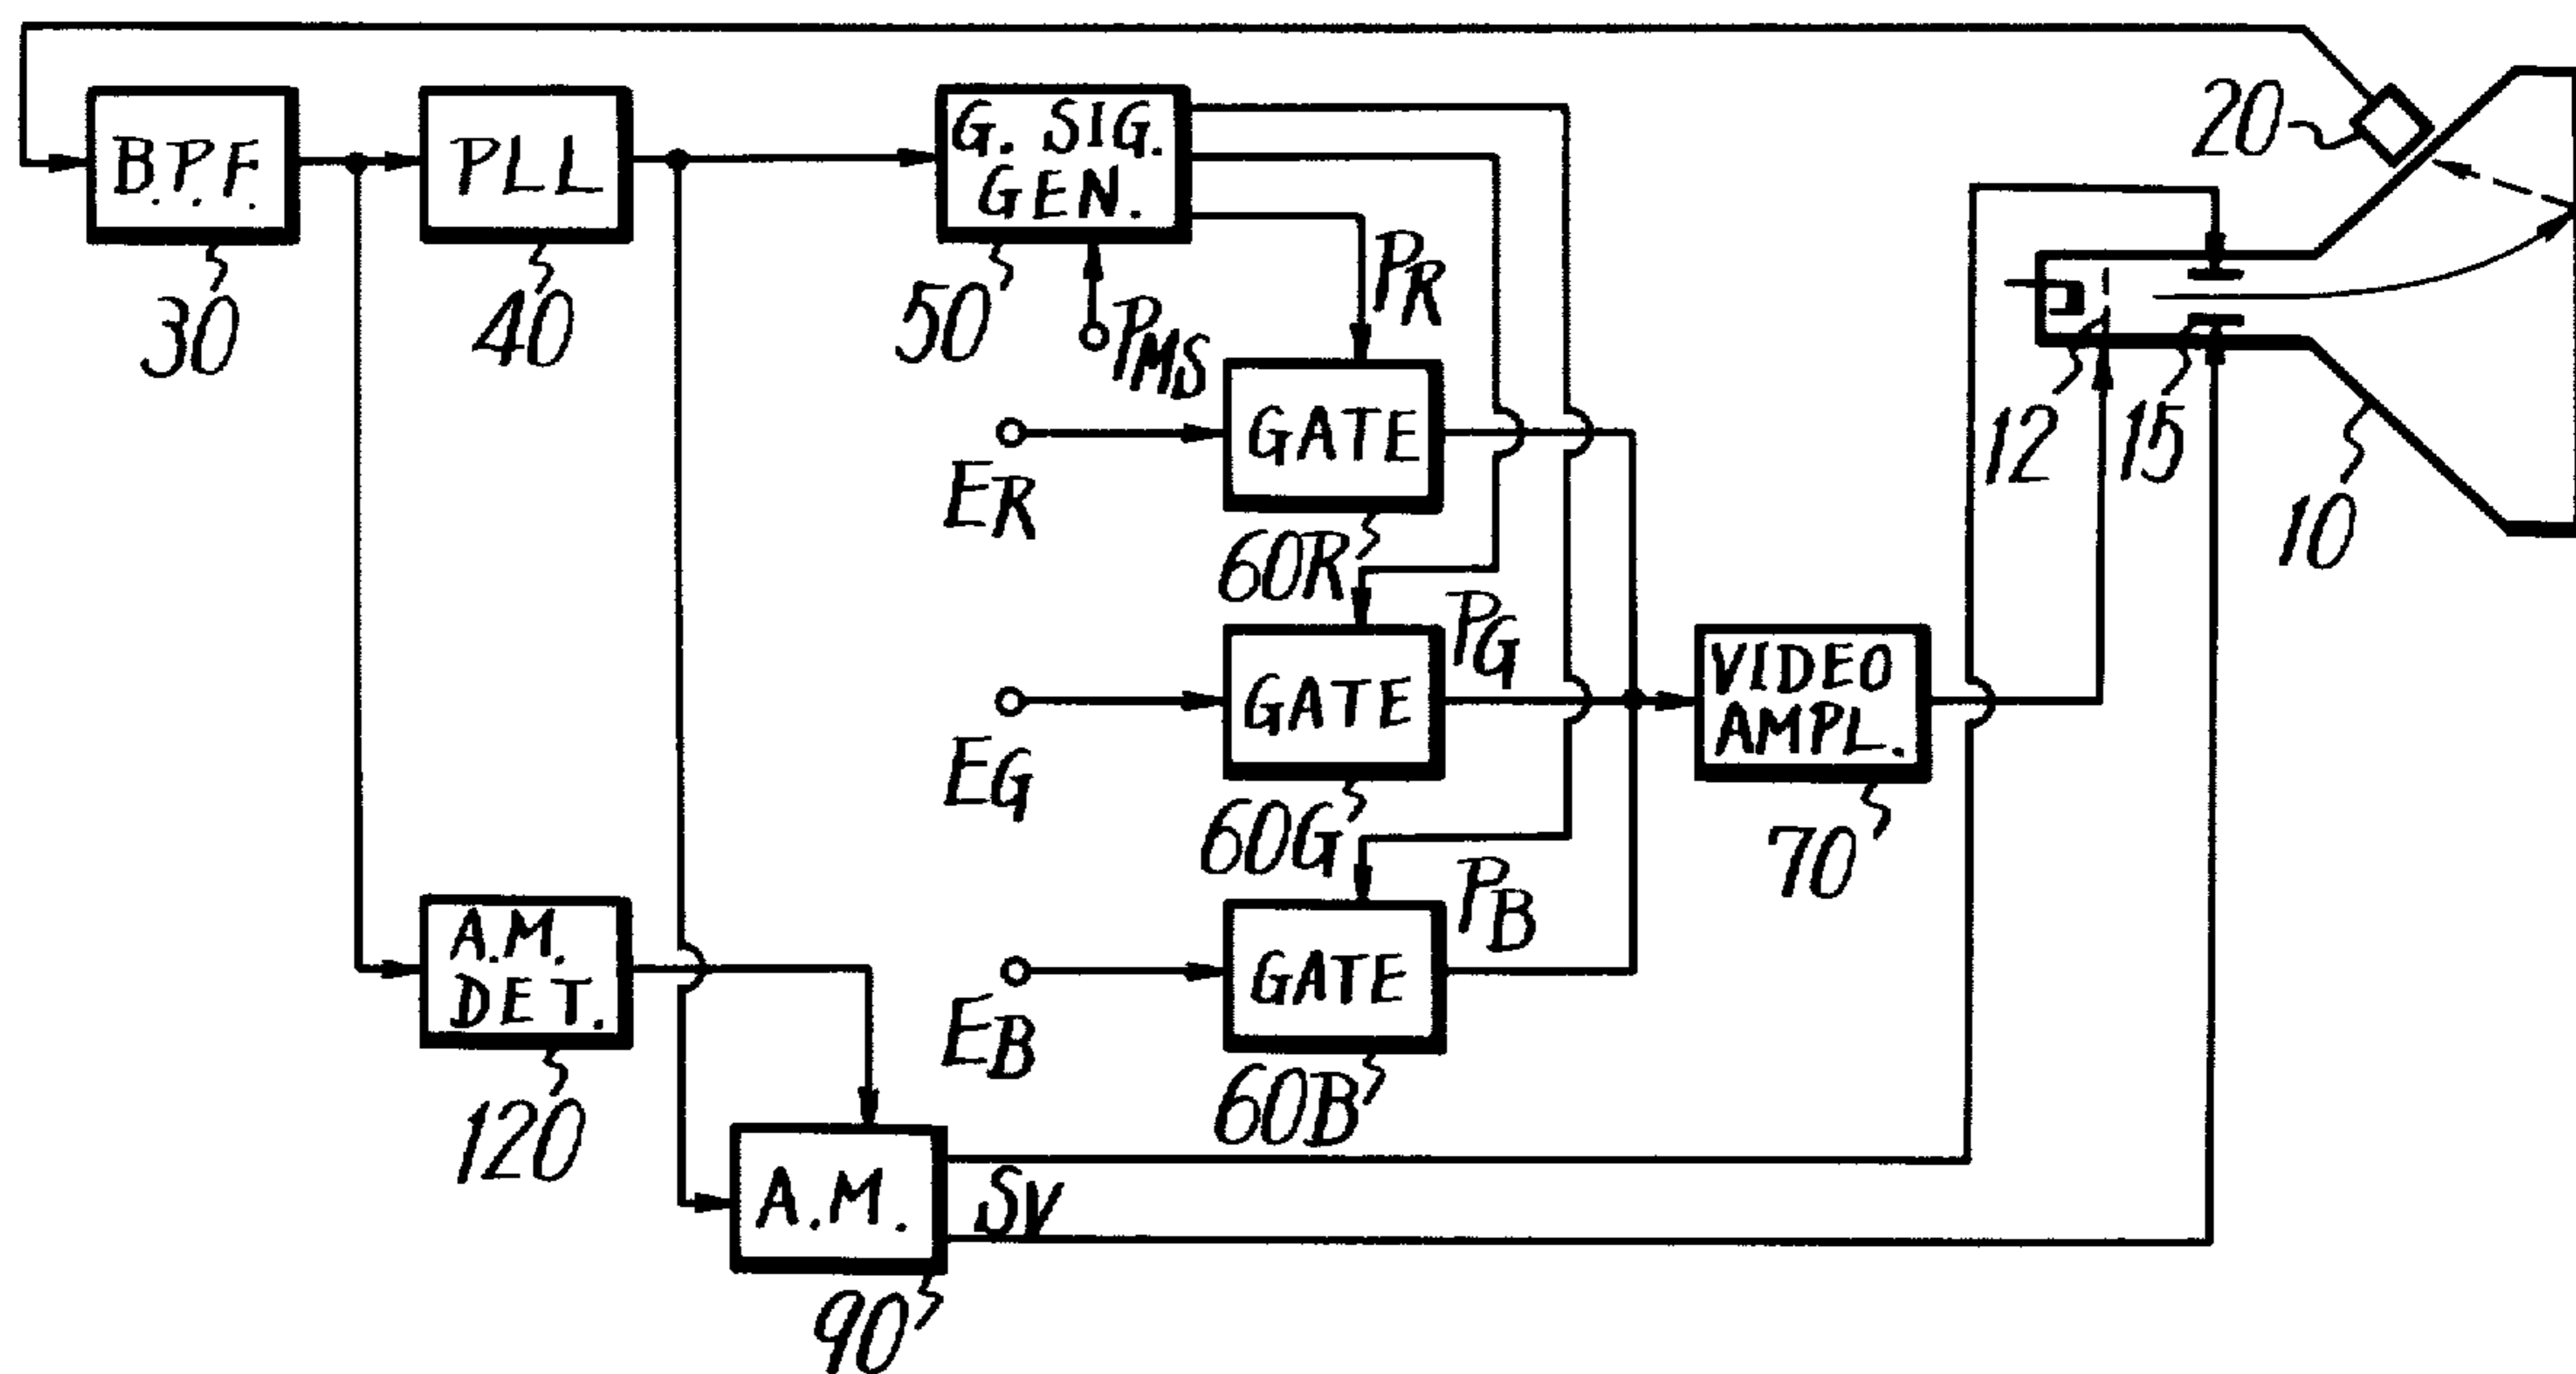 B.P.F.
PLL
G. SIG.
GEN.
20
30
40
50
PMS
PR
12
15
10
ER
GATE
60R
PG
EG
GATE
VIDEO
AMPL.
60G
70
PB
A.M.
DET.
EB
GATE
120
60B
A.M.
SV
90